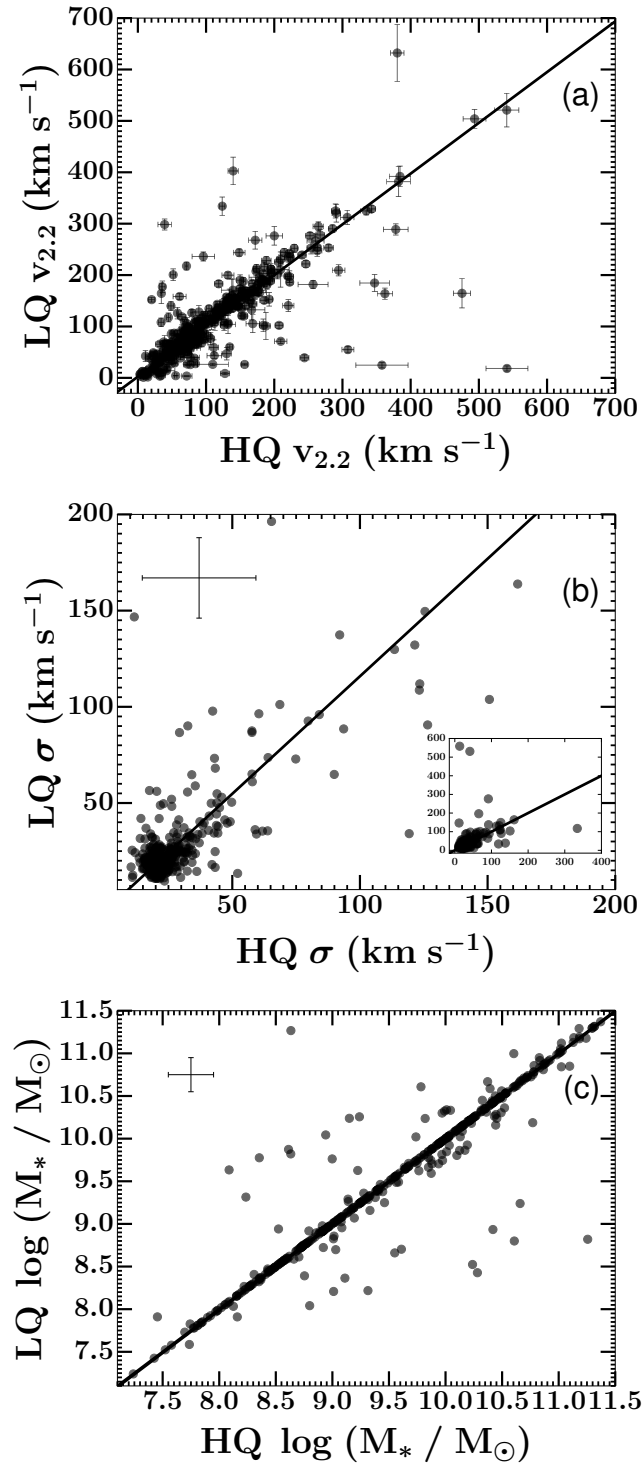 700
600
500
400
300
200
100
0
LQ v2.2 (km s−1)
(a)
0 100 200 300 400 500 600 700
HQ v2.2 (km s−1)
200
150
100
50
LQ σ (km s−1)
(b)
600
500
400
300
200
100
0
0 100 200 300 400
50 100 150 200
HQ σ (km s−1)
11.5
11.0
10.5
10.0
9.5
9.0
8.5
8.0
7.5
LQ log (M* / M⊙)
(c)
7.5 8.0 8.5 9.0 9.5 10.0 10.5 11.0 11.5
HQ log (M* / M⊙)